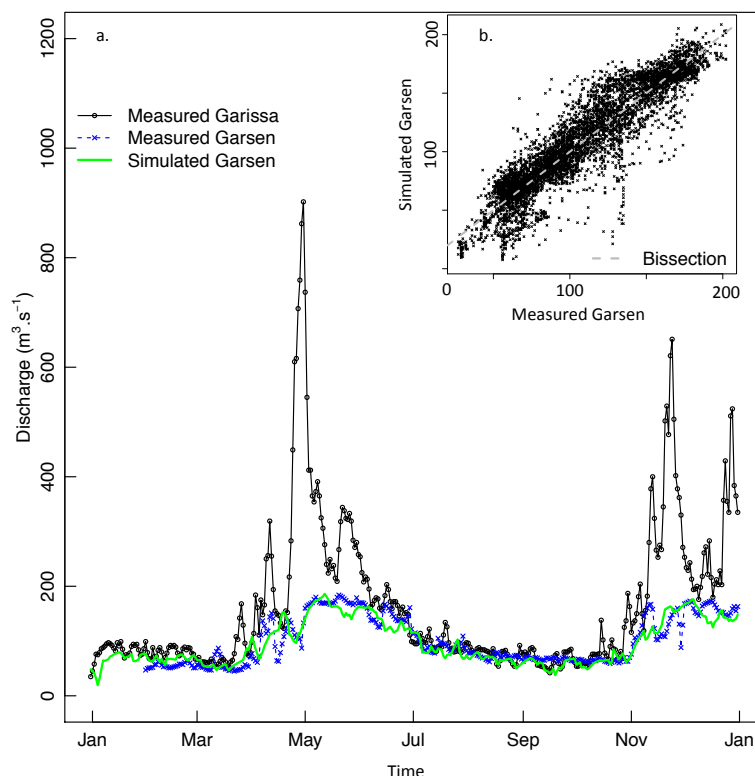 a.
Measured Garissa
Measured Garsen
Simulated Garsen
Discharge (m³.s⁻¹)
0
200
400
600
800
1000
1200
Jan
Mar
May
Jul
Sep
Nov
Jan
Time
b.
Simulated Garsen
0
100
200
Bissection
0
100
200
Measured Garsen